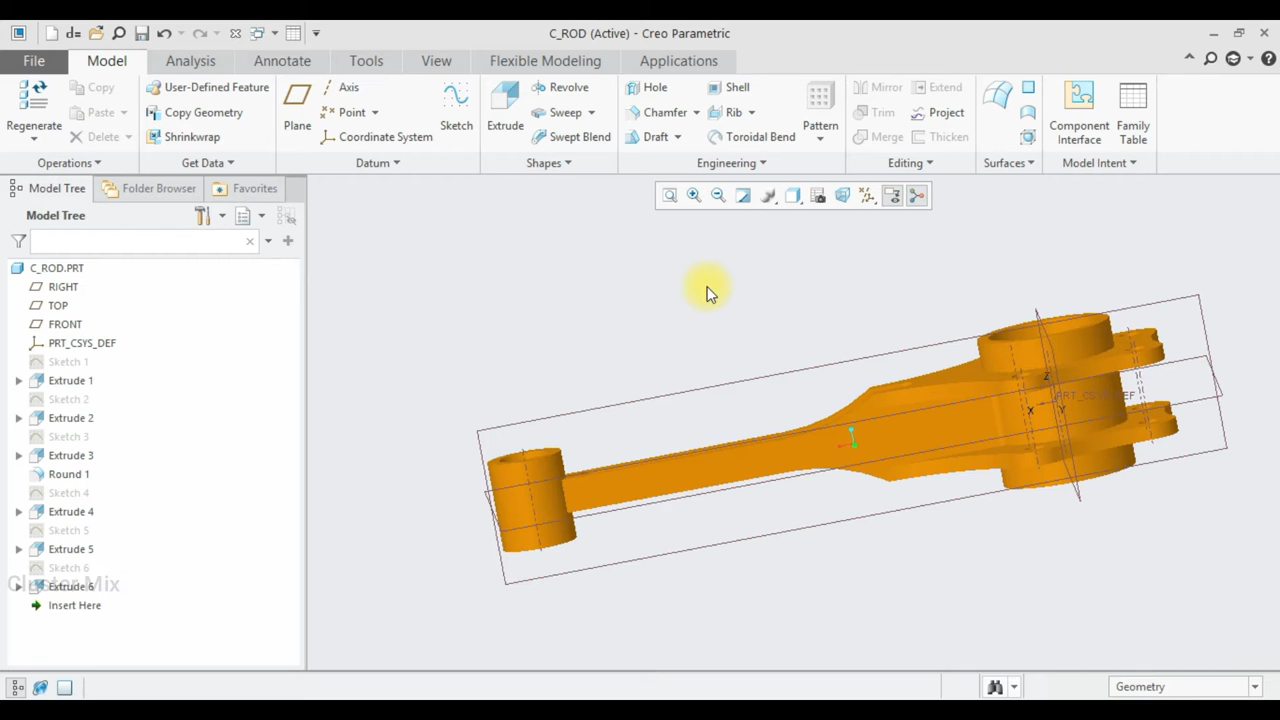 C_ROD (Active) - Creo Parametric
File Model Analysis Annotate Tools View Flexible Modeling Applications
Regenerate
Copy
Paste
Delete
Operations
User-Defined Feature
Copy Geometry
Shrinkwrap
Get Data
Plane
Axis
Point
Coordinate System
Sketch
Datum
Extrude
Revolve
Sweep
Swept Blend
Shapes
Hole
Chamfer
Draft
Shell
Rib
Toroidal Bend
Pattern
Engineering
Mirror
Trim
Merge
Extend
Project
Thicken
Editing
Surfaces
Component
Interface
Family
Table
Model Intent
Model Tree Folder Browser Favorites
Model Tree
C_ROD.PRT
RIGHT
TOP
FRONT
PRT_CSYS_DEF
Sketch 1
Extrude 1
Sketch 2
Extrude 2
Sketch 3
Extrude 3
Round 1
Sketch 4
Extrude 4
Sketch 5
Extrude 5
Sketch 6
Extrude 6
Insert Here
Z
PRT_CSYS_DEF
X Y
Geometry